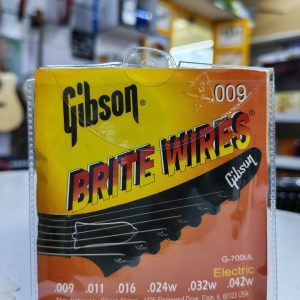 Gibson®
.009
BRITE WIRES®
Gibson
G-700UL
Electric
.009 .011 .016 .024w .032w .042w